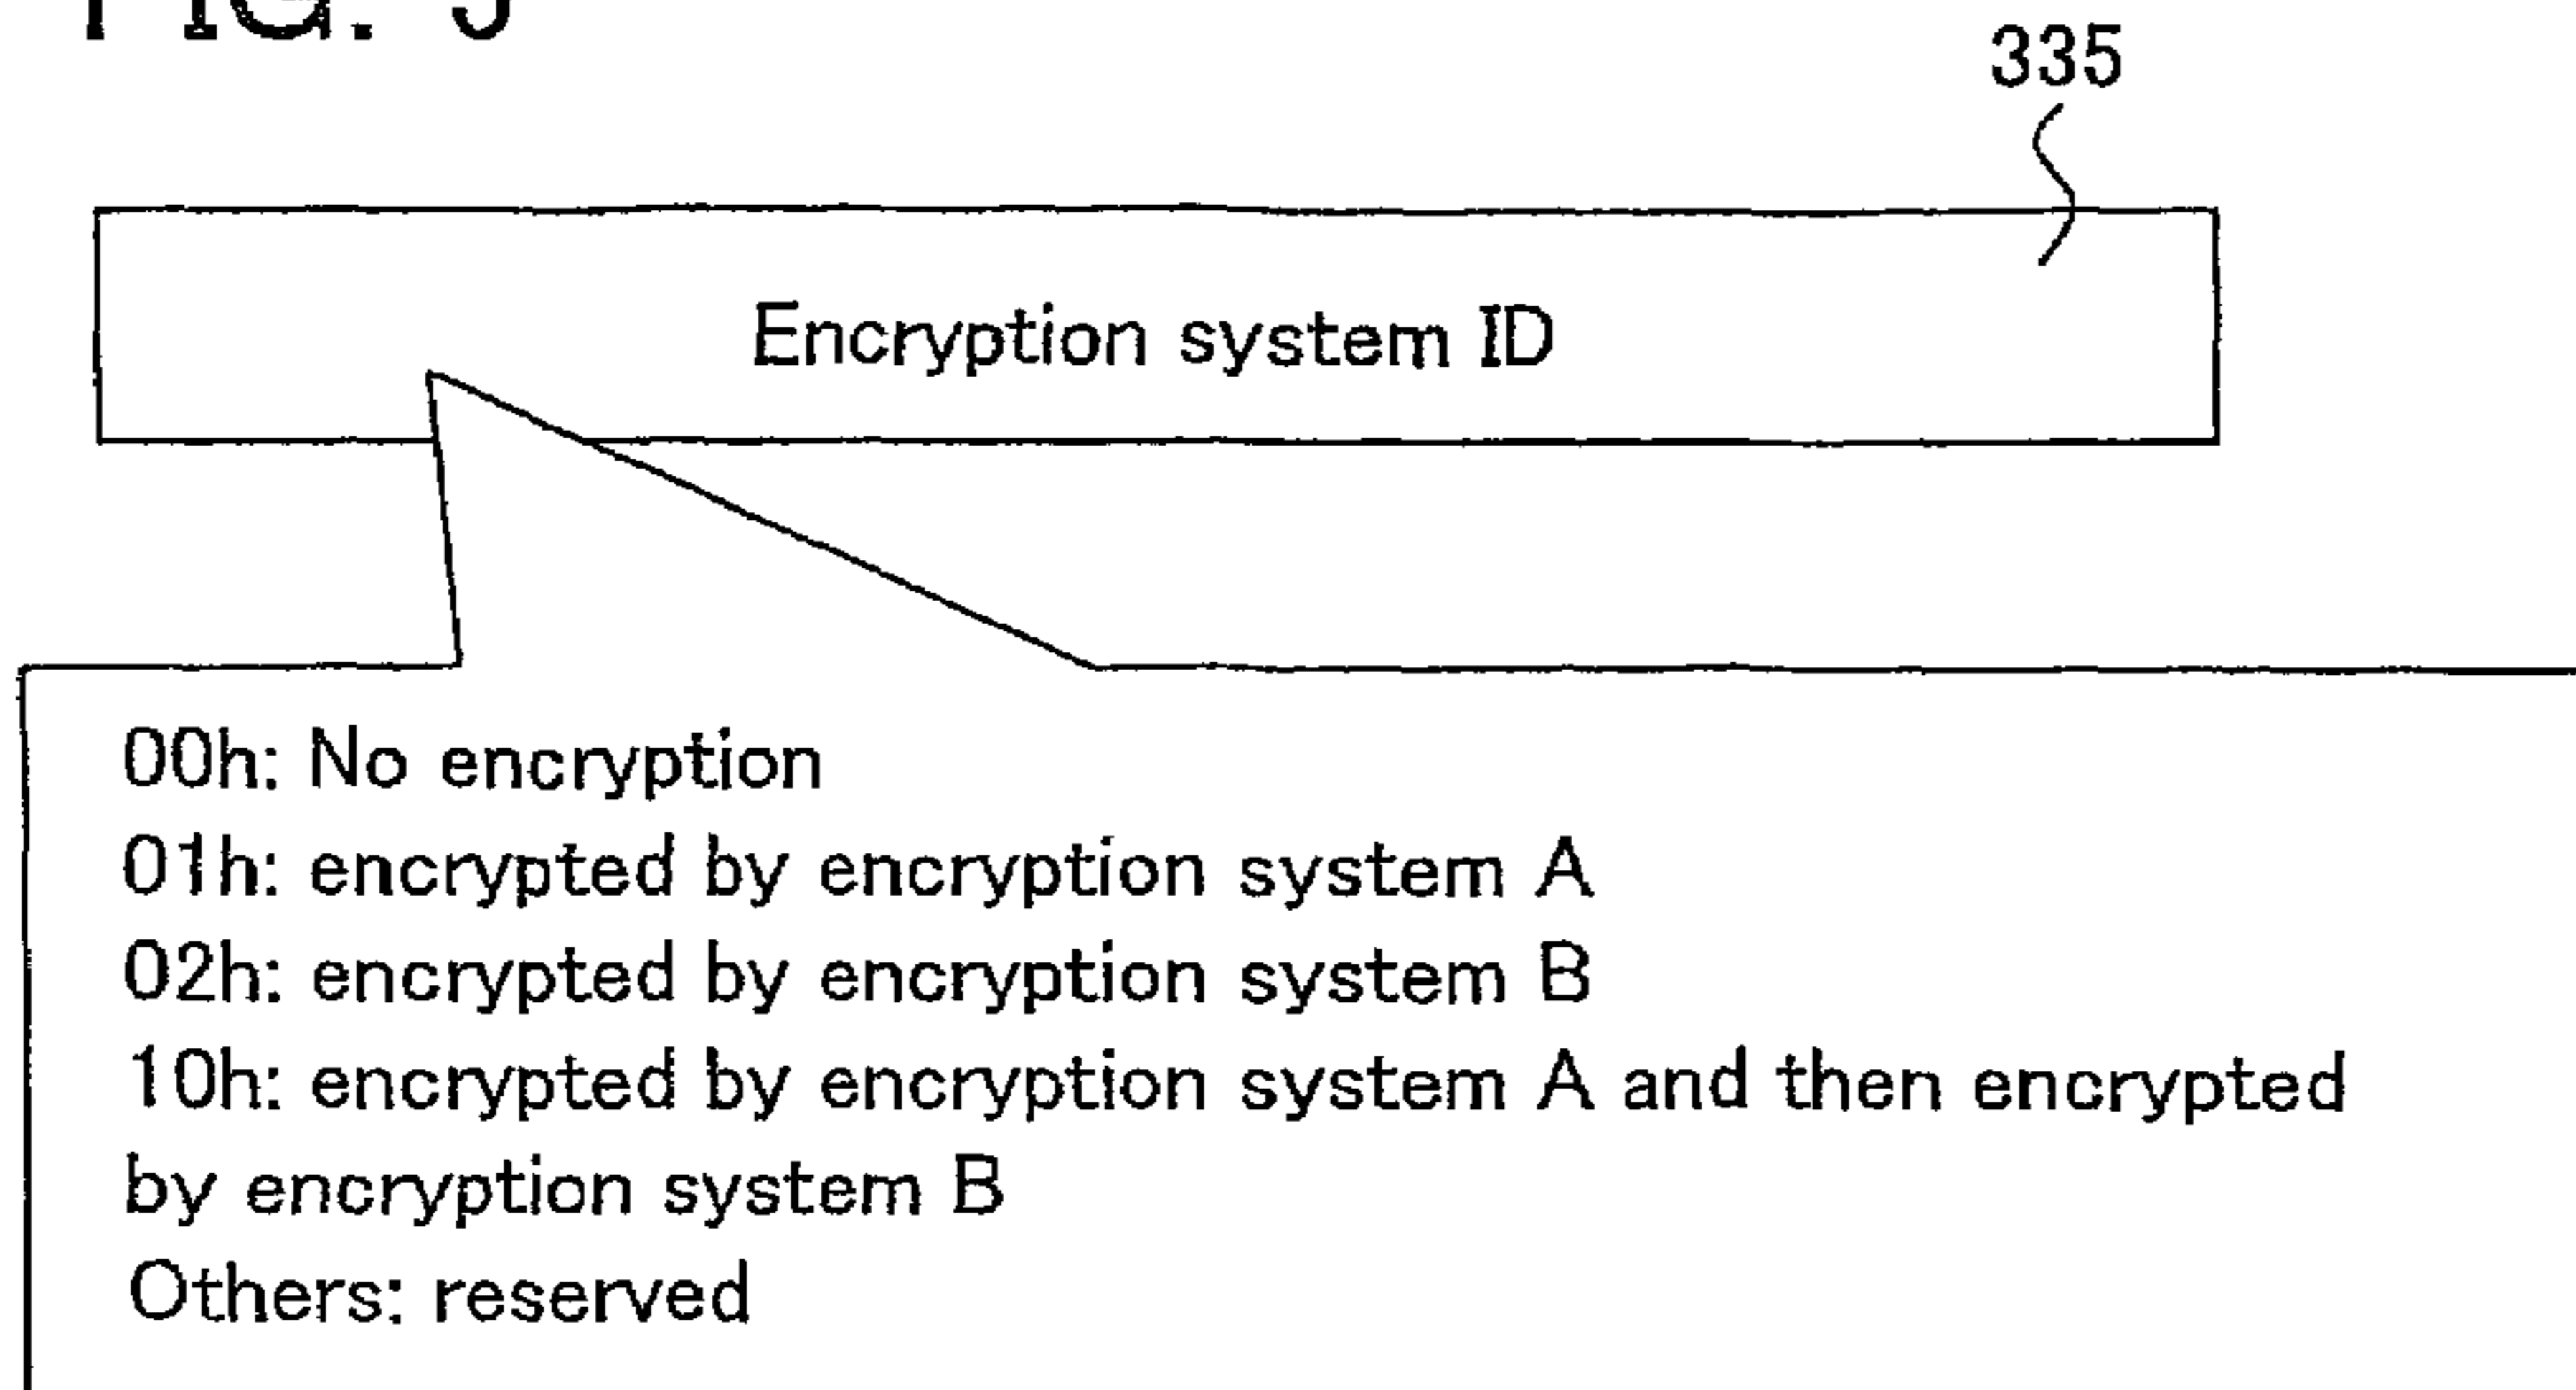 FIG.
335
Encryption system ID
00h: No encryption
01h: encrypted by encryption system A
02h: encrypted by encryption system B
10h: encrypted by encryption system A and then encrypted
by encryption system B
Others: reserved